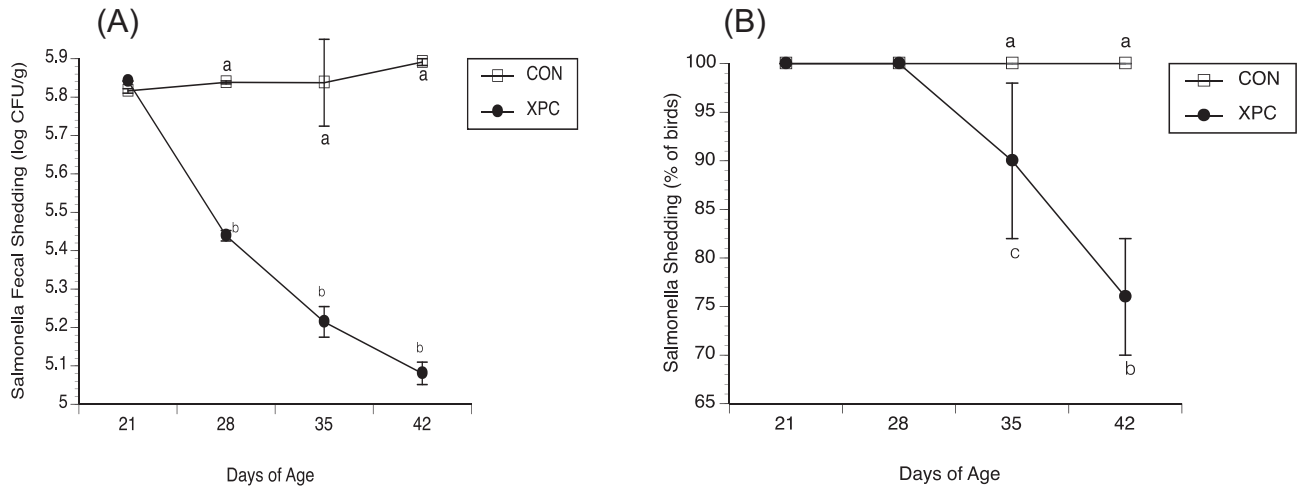 (A)
Salmonella Fecal Shedding (log CFU/g)
5.9
5.8
5.7
5.6
5.5
5.4
5.3
5.2
5.1
5
a
a
a
b
b
b
21
28
35
42
Days of Age
CON
XPC
(B)
Salmonella Shedding (% of birds)
100
95
90
85
80
75
70
65
a
a
c
b
21
28
35
42
Days of Age
CON
XPC